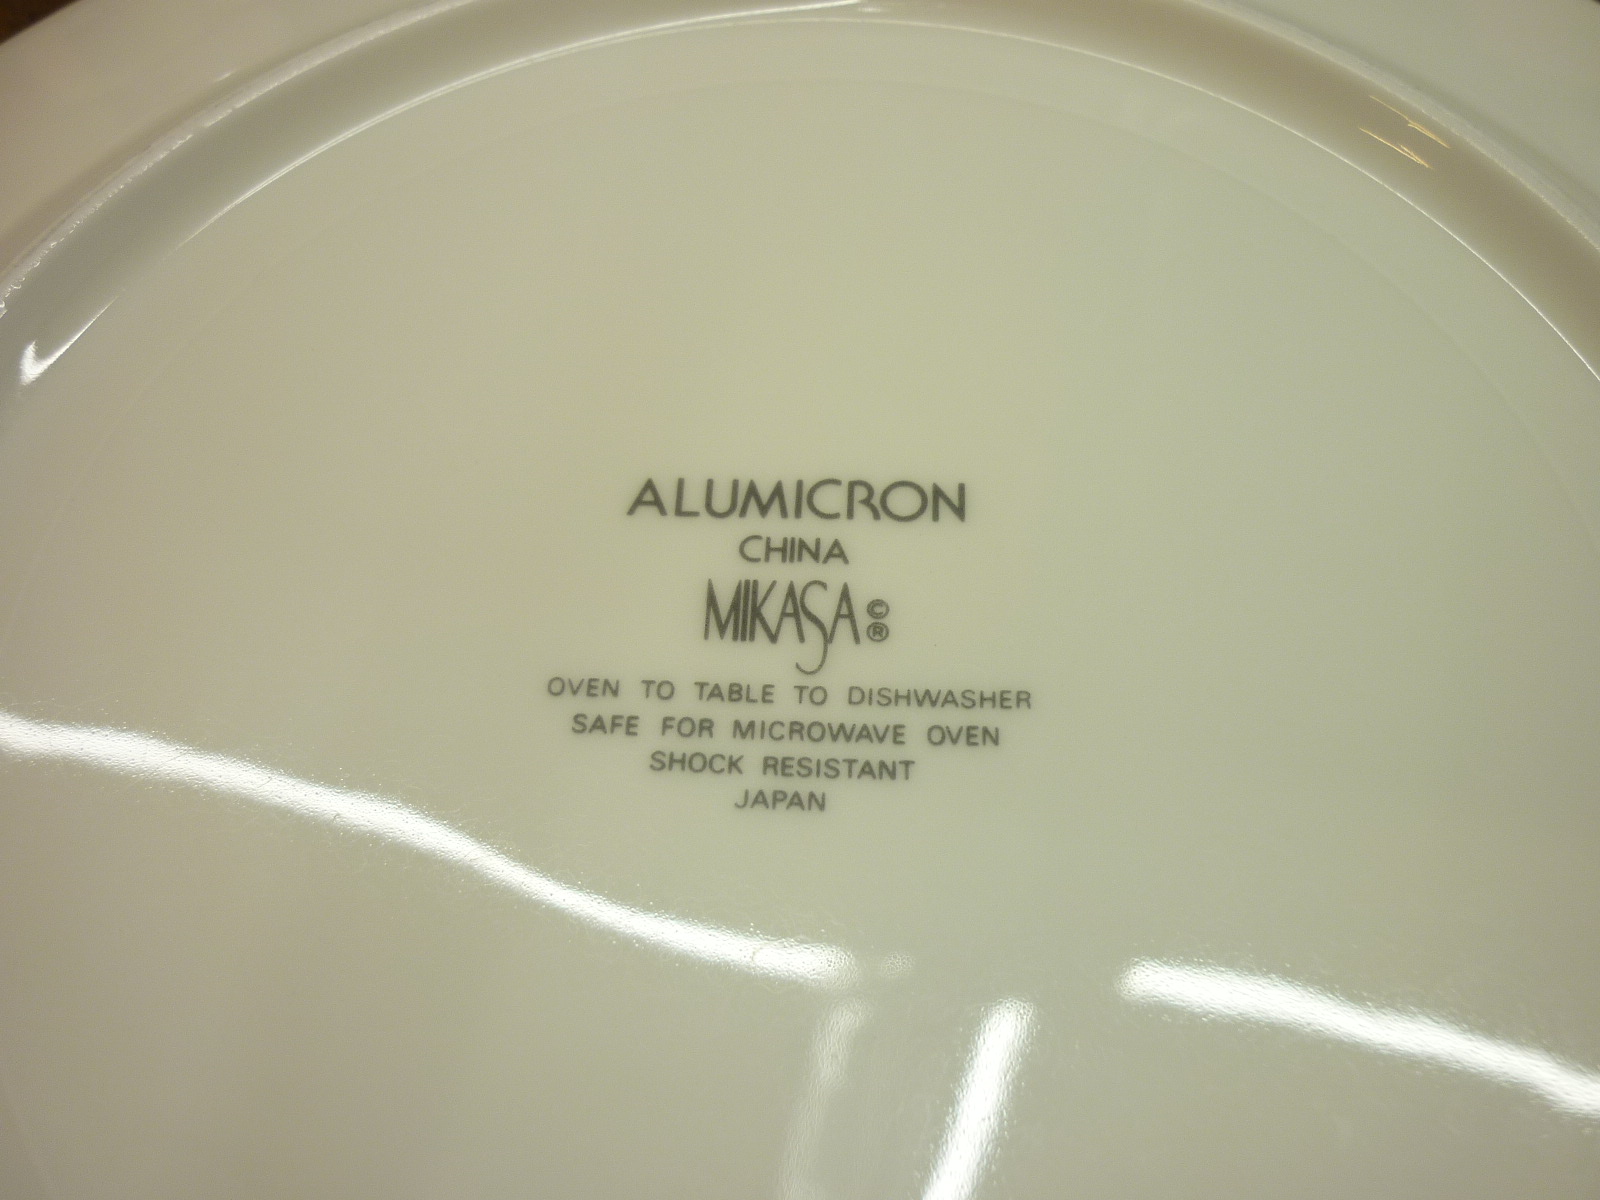 ALUMICRON
CHINA
MIKASA ©
®
OVEN TO TABLE TO DISHWASHER
SAFE FOR MICROWAVE OVEN
SHOCK RESISTANT
JAPAN